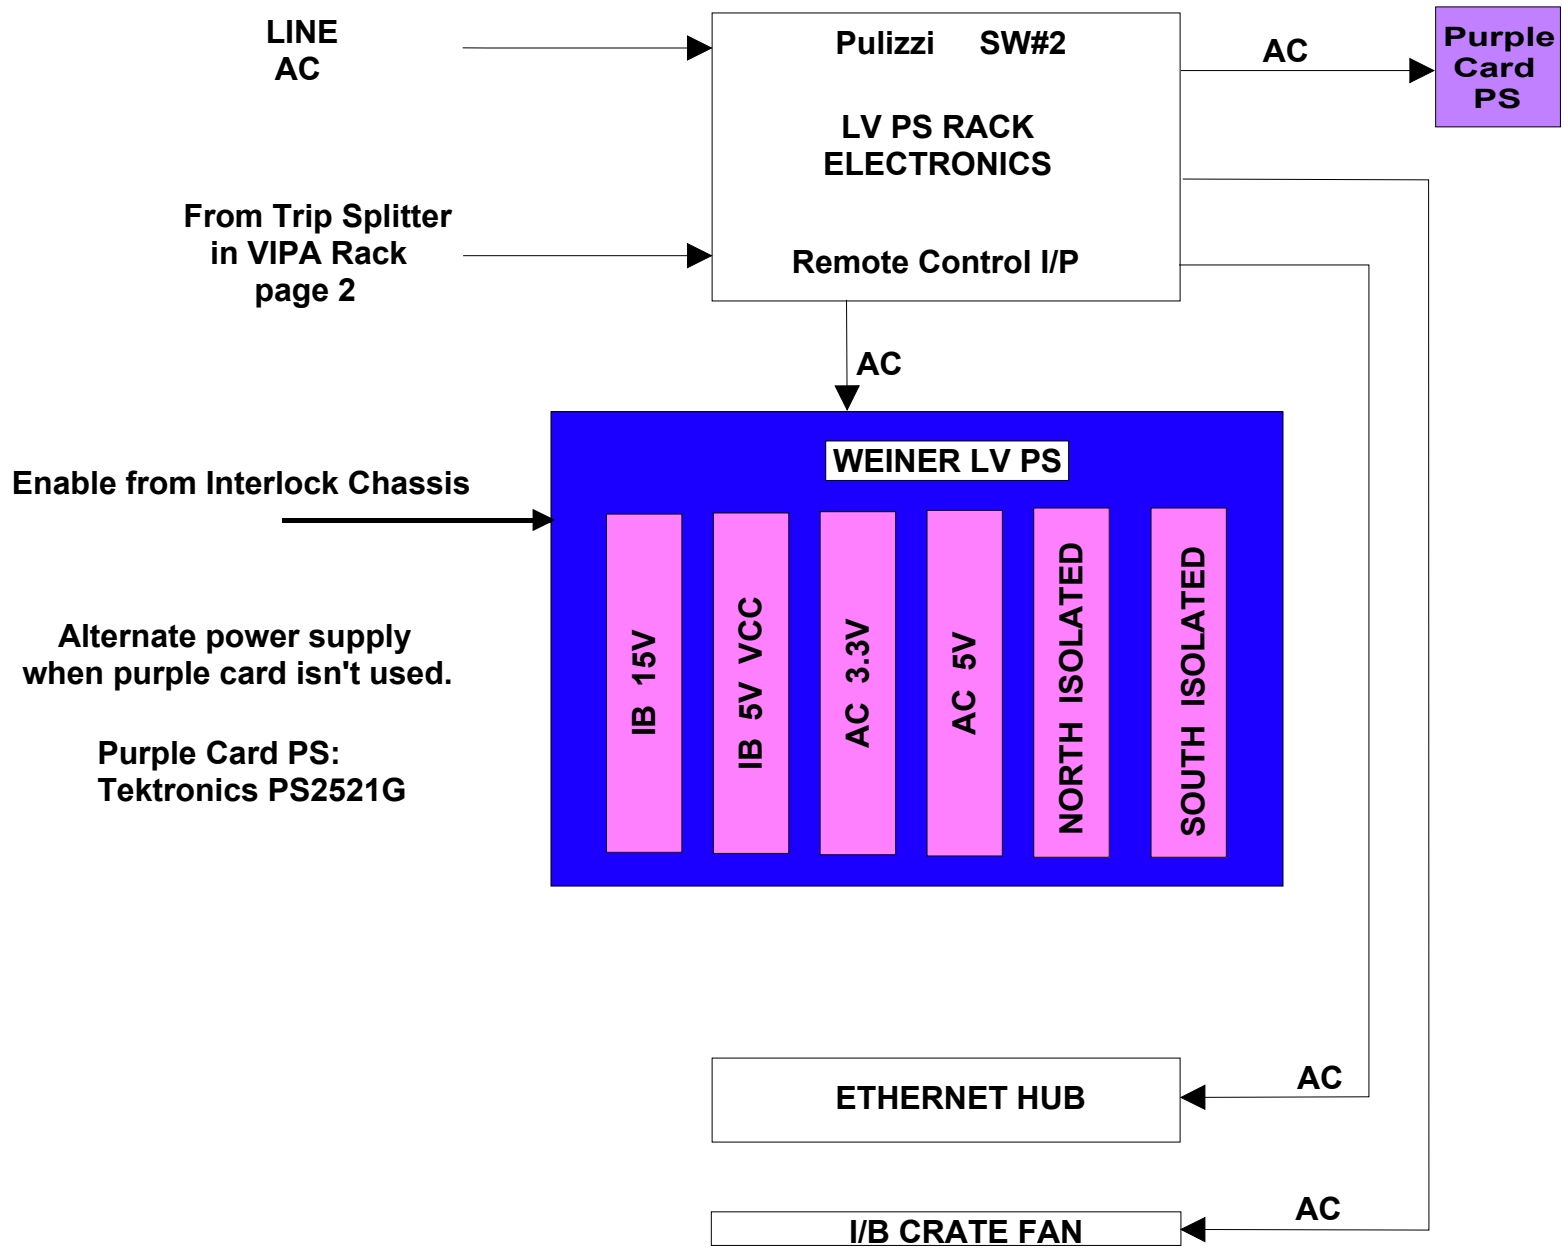 LINE
AC
Pulizzi SW#2
AC
Purple
Card
PS
LV PS RACK
ELECTRONICS
From Trip Splitter
in VIPA Rack
page 2
Remote Control I/P
AC
WEINER LV PS
Enable from Interlock Chassis
IB 15V
IB 5V VCC
AC 3.3V
AC 5V
NORTH ISOLATED
SOUTH ISOLATED
Alternate power supply
when purple card isn't used.
Purple Card PS:
Tektronics PS2521G
ETHERNET HUB
AC
I/B CRATE FAN
AC